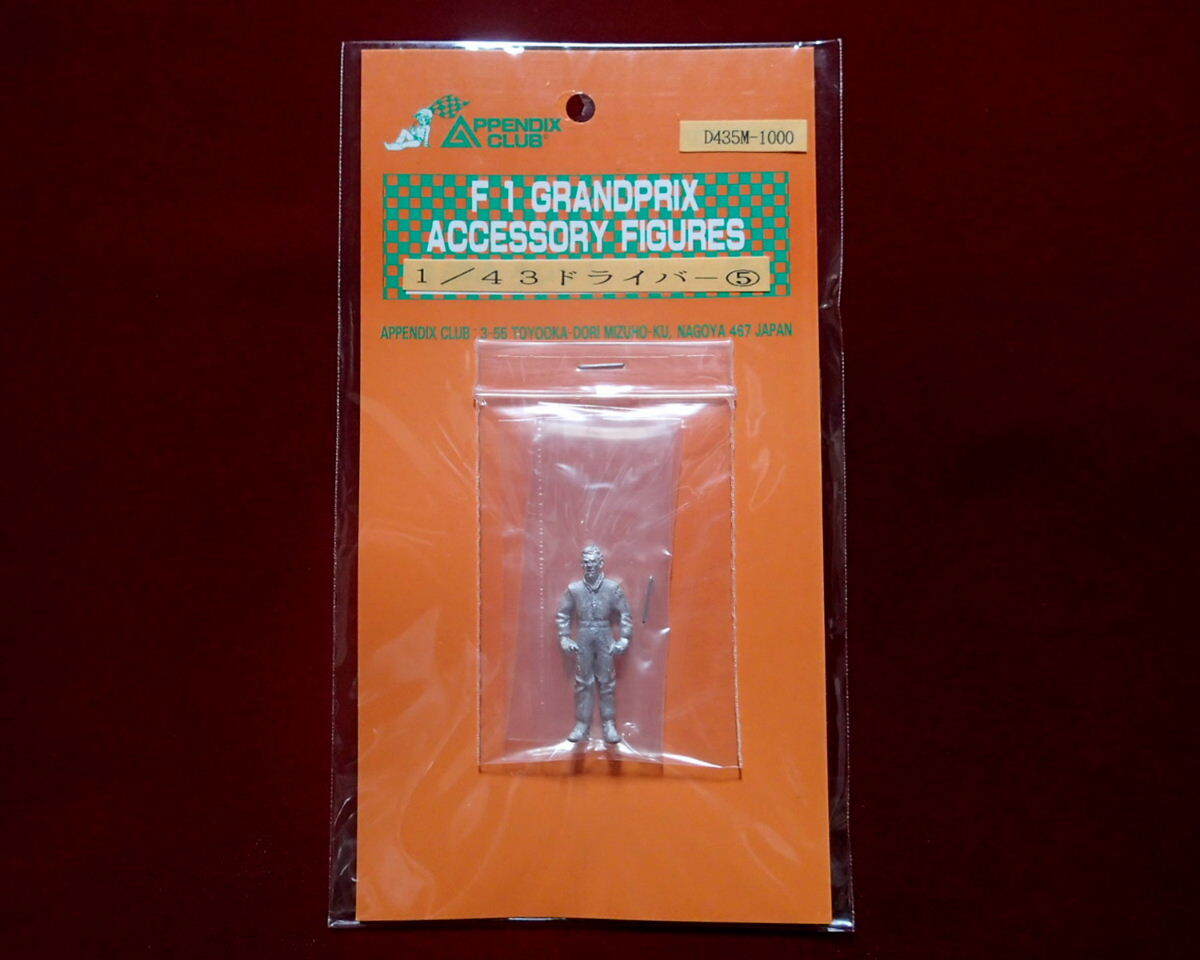 APPENDIX
CLUB
D435M-1000
F 1 GRANDPRIX
ACCESSORY FIGURES
1/43ドライバー⑤
APPENDIX CLUB : 3-55 TOYOOKA-DORI MIZUHO-KU, NAGOYA 467 JAPAN